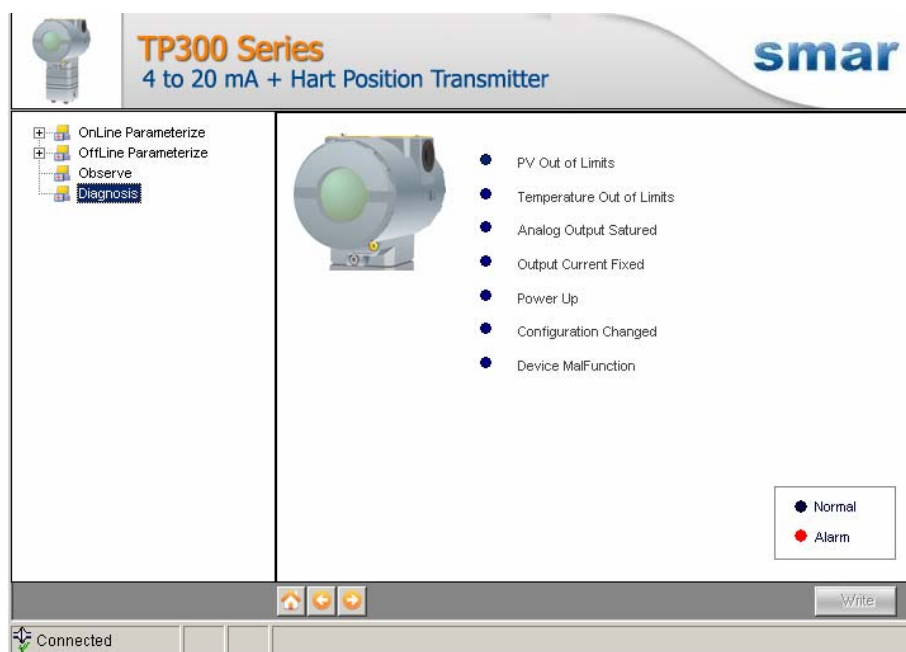 TP300 Series
4 to 20 mA + Hart Position Transmitter
smar
OnLine Parameterize
OffLine Parameterize
Observe
Diagnosis
PV Out of Limits
Temperature Out of Limits
Analog Output Satured
Output Current Fixed
Power Up
Configuration Changed
Device MalFunction
Normal
Alarm
Write
Connected